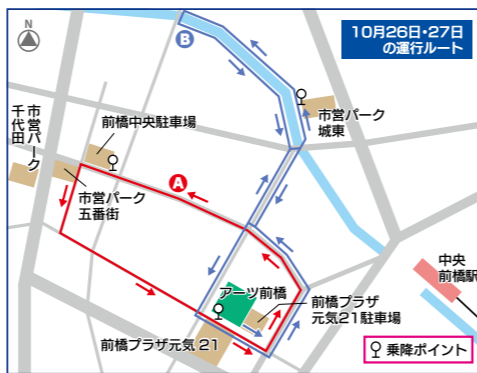 N
B
10月26日・27日
の運行ルート
市営パーク
城東
市営パーク
千代田
前橋中央駐車場
市営パーク
五番街
A
アーツ前橋
前橋プラザ
元気21駐車場
前橋プラザ元気21
中央
前橋駅
乗降ポイント